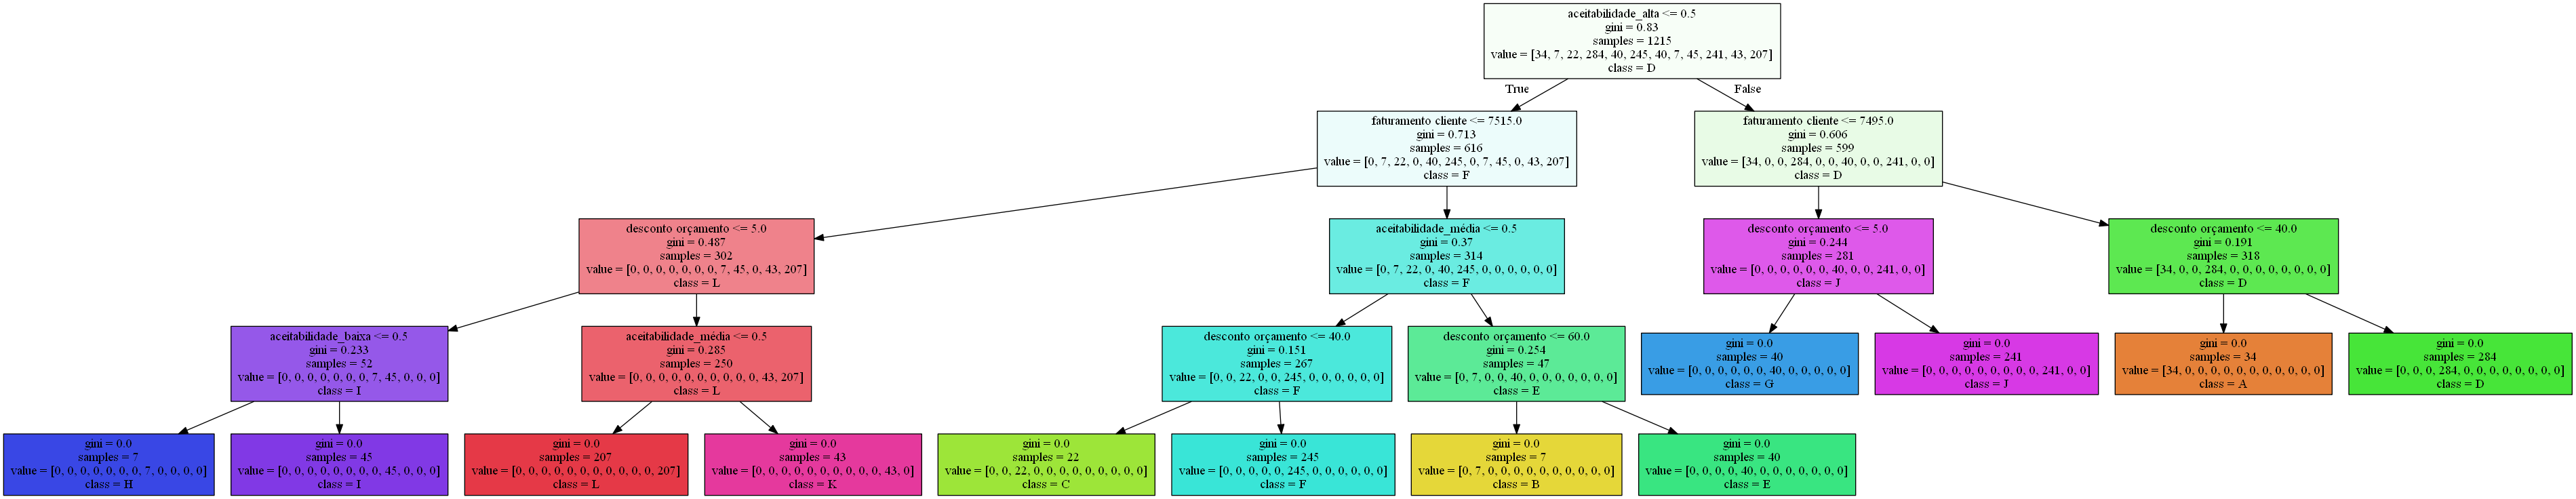 aceitabilidade_alta <= 0.5
gini = 0.83
samples = 1215
value = [34, 7, 22, 284, 40, 245, 40, 7, 45, 241, 43, 207]
class = D
True
False
faturamento cliente <= 7515.0
gini = 0.713
samples = 616
value = [0, 7, 22, 0, 40, 245, 0, 7, 45, 0, 43, 207]
class = F
faturamento cliente <= 7495.0
gini = 0.606
samples = 599
value = [34, 0, 0, 284, 0, 0, 40, 0, 0, 241, 0, 0]
class = D
desconto orçamento <= 5.0
gini = 0.487
samples = 302
value = [0, 0, 0, 0, 0, 0, 0, 7, 45, 0, 43, 207]
class = L
aceitabilidade_média <= 0.5
gini = 0.37
samples = 314
value = [0, 7, 22, 0, 40, 245, 0, 0, 0, 0, 0, 0]
class = F
desconto orçamento <= 5.0
gini = 0.244
samples = 281
value = [0, 0, 0, 0, 0, 0, 40, 0, 0, 241, 0, 0]
class = J
desconto orçamento <= 40.0
gini = 0.191
samples = 318
value = [34, 0, 0, 284, 0, 0, 0, 0, 0, 0, 0, 0]
class = D
aceitabilidade_baixa <= 0.5
gini = 0.233
samples = 52
value = [0, 0, 0, 0, 0, 0, 0, 7, 45, 0, 0, 0]
class = I
aceitabilidade_média <= 0.5
gini = 0.285
samples = 250
value = [0, 0, 0, 0, 0, 0, 0, 0, 0, 0, 43, 207]
class = L
desconto orçamento <= 40.0
gini = 0.151
samples = 267
value = [0, 0, 22, 0, 0, 245, 0, 0, 0, 0, 0, 0]
class = F
desconto orçamento <= 60.0
gini = 0.254
samples = 47
value = [0, 7, 0, 0, 40, 0, 0, 0, 0, 0, 0, 0]
class = E
gini = 0.0
samples = 40
value = [0, 0, 0, 0, 0, 0, 40, 0, 0, 0, 0, 0]
class = G
gini = 0.0
samples = 241
value = [0, 0, 0, 0, 0, 0, 0, 0, 0, 241, 0, 0]
class = J
gini = 0.0
samples = 34
value = [34, 0, 0, 0, 0, 0, 0, 0, 0, 0, 0, 0]
class = A
gini = 0.0
samples = 284
value = [0, 0, 0, 284, 0, 0, 0, 0, 0, 0, 0, 0]
class = D
gini = 0.0
samples = 7
value = [0, 0, 0, 0, 0, 0, 0, 7, 0, 0, 0, 0]
class = H
gini = 0.0
samples = 45
value = [0, 0, 0, 0, 0, 0, 0, 0, 45, 0, 0, 0]
class = I
gini = 0.0
samples = 207
value = [0, 0, 0, 0, 0, 0, 0, 0, 0, 0, 0, 207]
class = L
gini = 0.0
samples = 43
value = [0, 0, 0, 0, 0, 0, 0, 0, 0, 0, 43, 0]
class = K
gini = 0.0
samples = 22
value = [0, 0, 22, 0, 0, 0, 0, 0, 0, 0, 0, 0]
class = C
gini = 0.0
samples = 245
value = [0, 0, 0, 0, 0, 245, 0, 0, 0, 0, 0, 0]
class = F
gini = 0.0
samples = 7
value = [0, 7, 0, 0, 0, 0, 0, 0, 0, 0, 0, 0]
class = B
gini = 0.0
samples = 40
value = [0, 0, 0, 0, 40, 0, 0, 0, 0, 0, 0, 0]
class = E